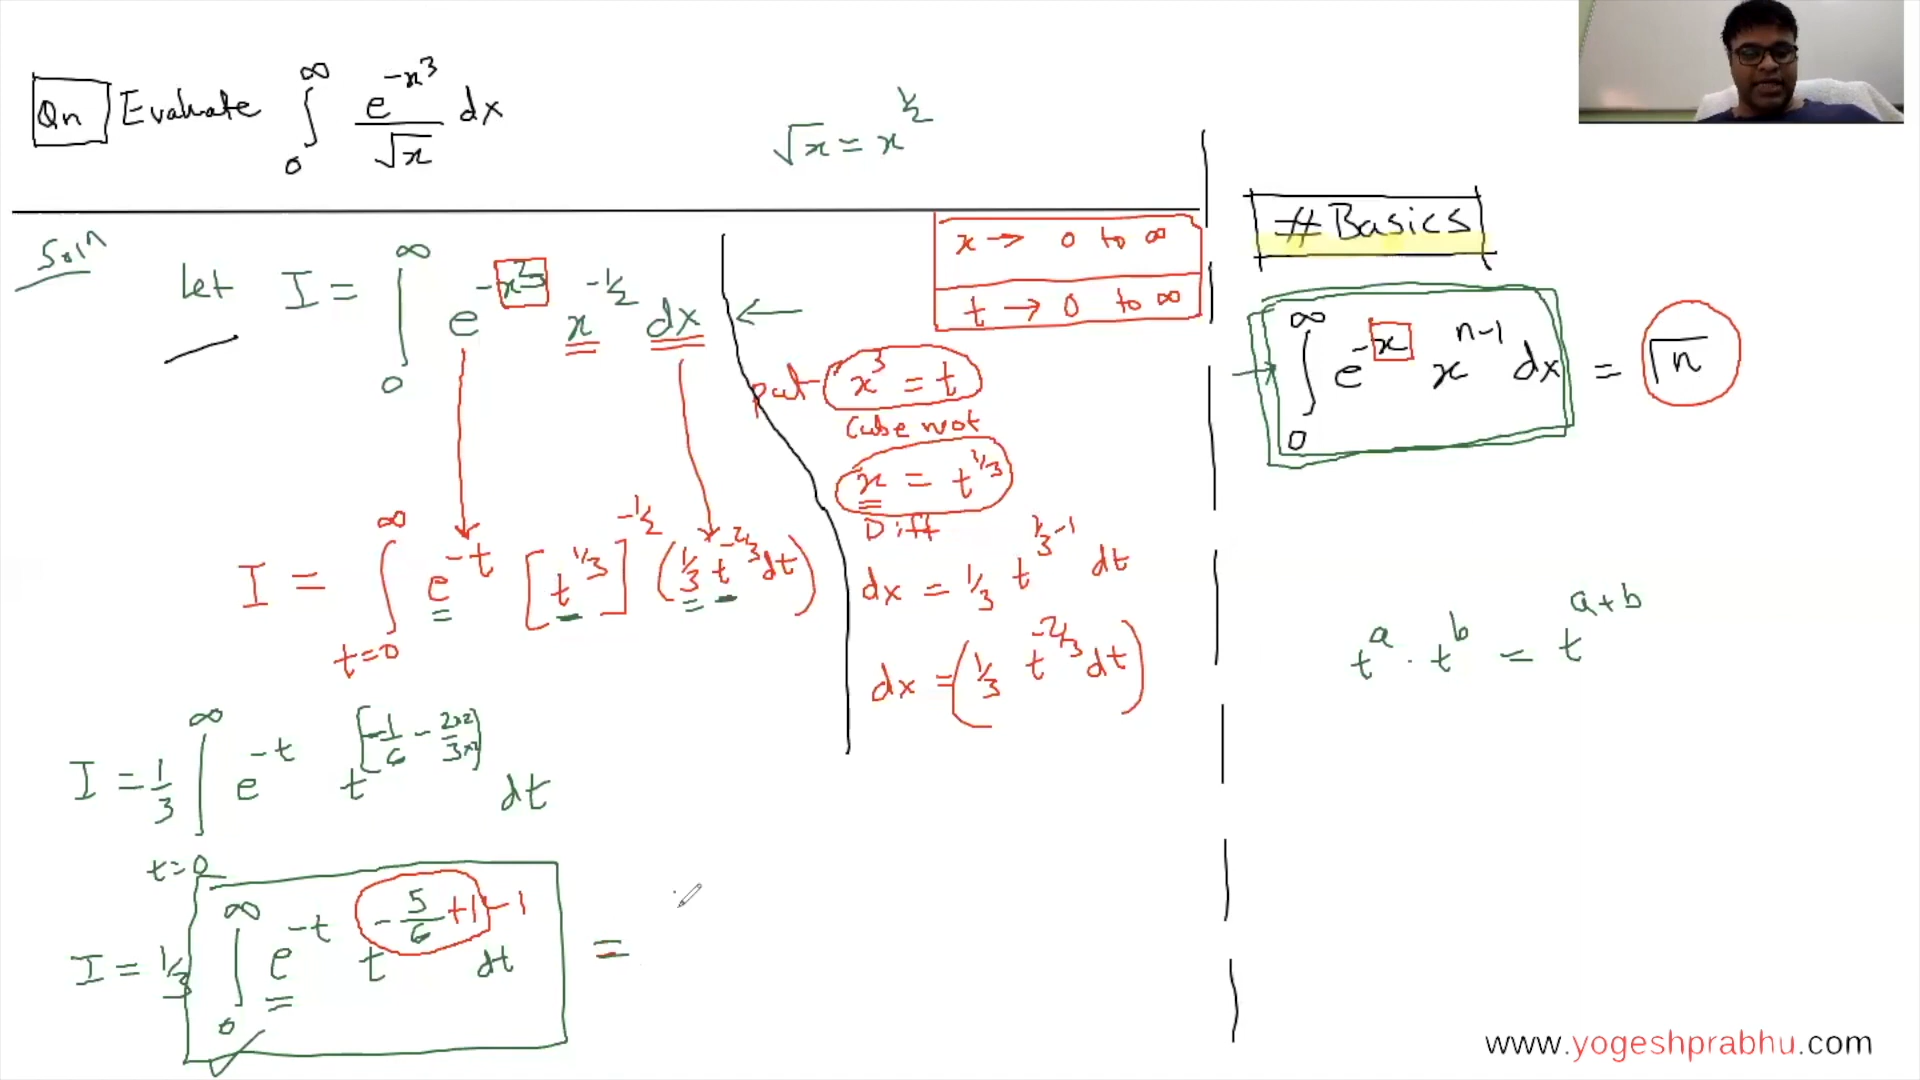 Qn Evaluate ∫₀^∞ e^{-x³}/√x dx
√x = x^{1/2}
Soln
Let I = ∫₀^∞ e^{-x³} x^{-1/2} dx ←
x → 0 to ∞
t → 0 to ∞
put x³ = t
Cube root
x = t^{1/3}
Diff
dx = 1/3 t^{1/3-1} dt
dx = (1/3 t^{-2/3} dt)
I = ∫_{t=0}^∞ e^{-t} [t^{1/3}]^{-1/2} (1/3 t^{-2/3} dt)
I = 1/3 ∫_{t=0}^∞ e^{-t} t^{[-1/6 - 2×2/3×2]} dt
I = 1/3 ∫₀^∞ e^{-t} t^{-5/6+1-1} dt =
# Basics
→ ∫₀^∞ e^{-x} x^{n-1} dx = Γn
t^a · t^b = t^{a+b}
www.yogeshprabhu.com